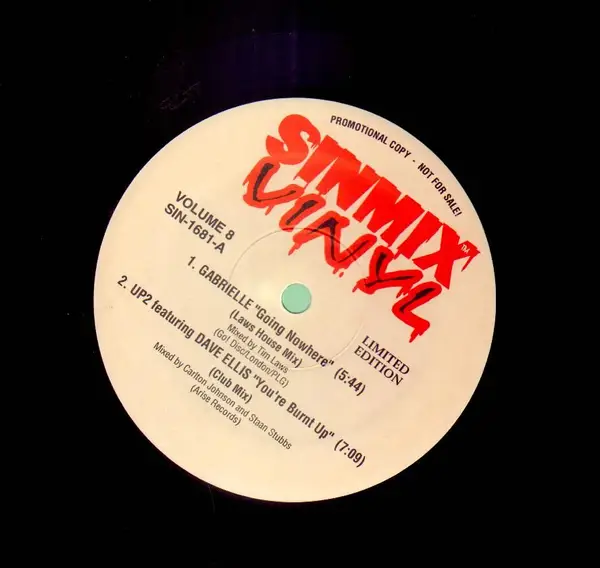 PROMOTIONAL COPY - NOT FOR SALE!
SINMIX™
VINYL
VOLUME 8
SIN-1681-A
LIMITED
EDITION
1. GABRIELLE "Going Nowhere" (5:44)
(Laws House Mix)
Mixed by Tim Laws
(Go! Disc/London/PLG)
2. UP2 featuring DAVE ELLIS "You're Burnt Up" (7:09)
(Club Mix)
Mixed by Carlton Johnson and Staan Stubbs
(Arise Records)